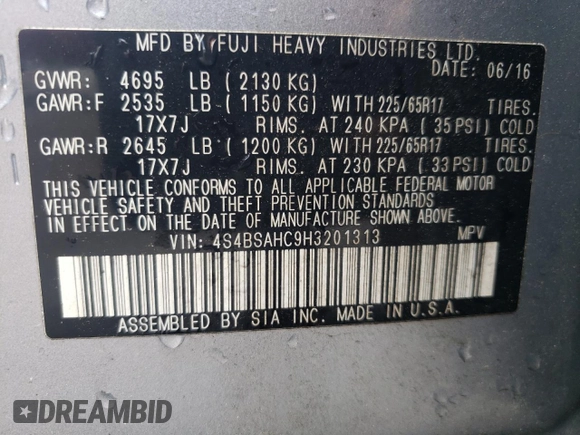 MFD BY FUJI HEAVY INDUSTRIES LTD.
DATE: 06/16
GVWR: 4695 LB ( 2130 KG)
GAWR:F 2535 LB ( 1150 KG) WITH 225/65R17 TIRES.
17X7J RIMS. AT 240 KPA ( 35 PSI) COLD
GAWR:R 2645 LB ( 1200 KG) WITH 225/65R17 TIRES.
17X7J RIMS. AT 230 KPA ( 33 PSI) COLD
THIS VEHICLE CONFORMS TO ALL APPLICABLE FEDERAL MOTOR
VEHICLE SAFETY AND THEFT PREVENTION STANDARDS
IN EFFECT ON THE DATE OF MANUFACTURE SHOWN ABOVE.
VIN: 4S4BSAHC9H3201313 MPV
ASSEMBLED BY SIA INC. MADE IN U.S.A.
DREAMBID